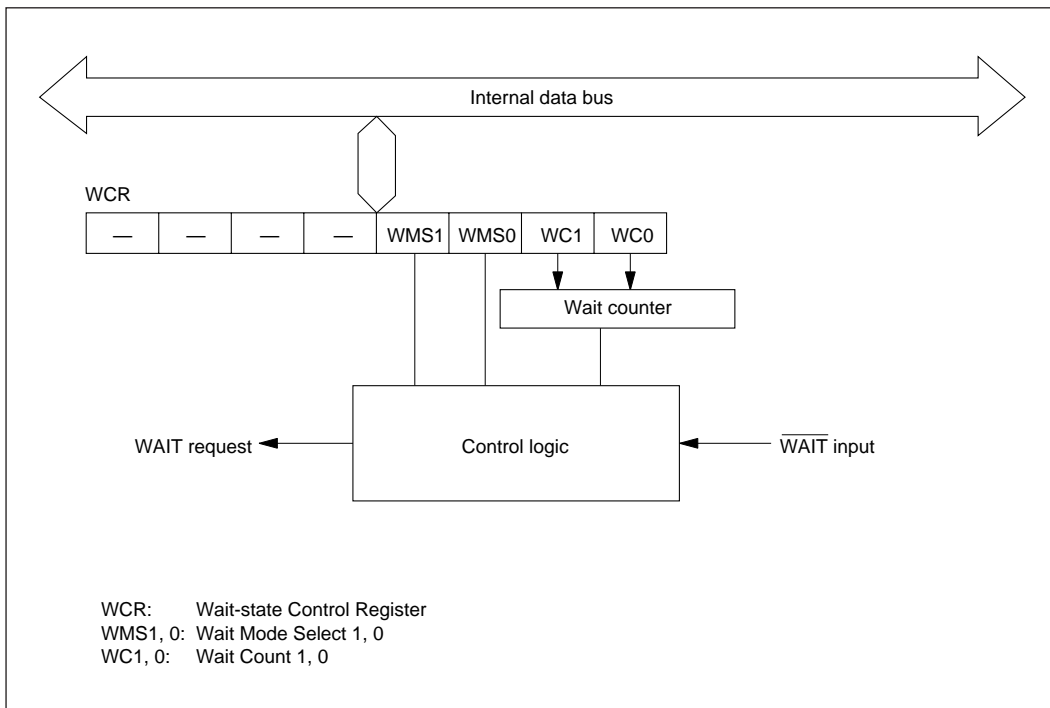 Internal data bus
WCR
— — — — WMS1 WMS0 WC1 WC0
Wait counter
WAIT request
Control logic
W̅A̅I̅T̅ input
WCR: Wait-state Control Register
WMS1, 0: Wait Mode Select 1, 0
WC1, 0: Wait Count 1, 0